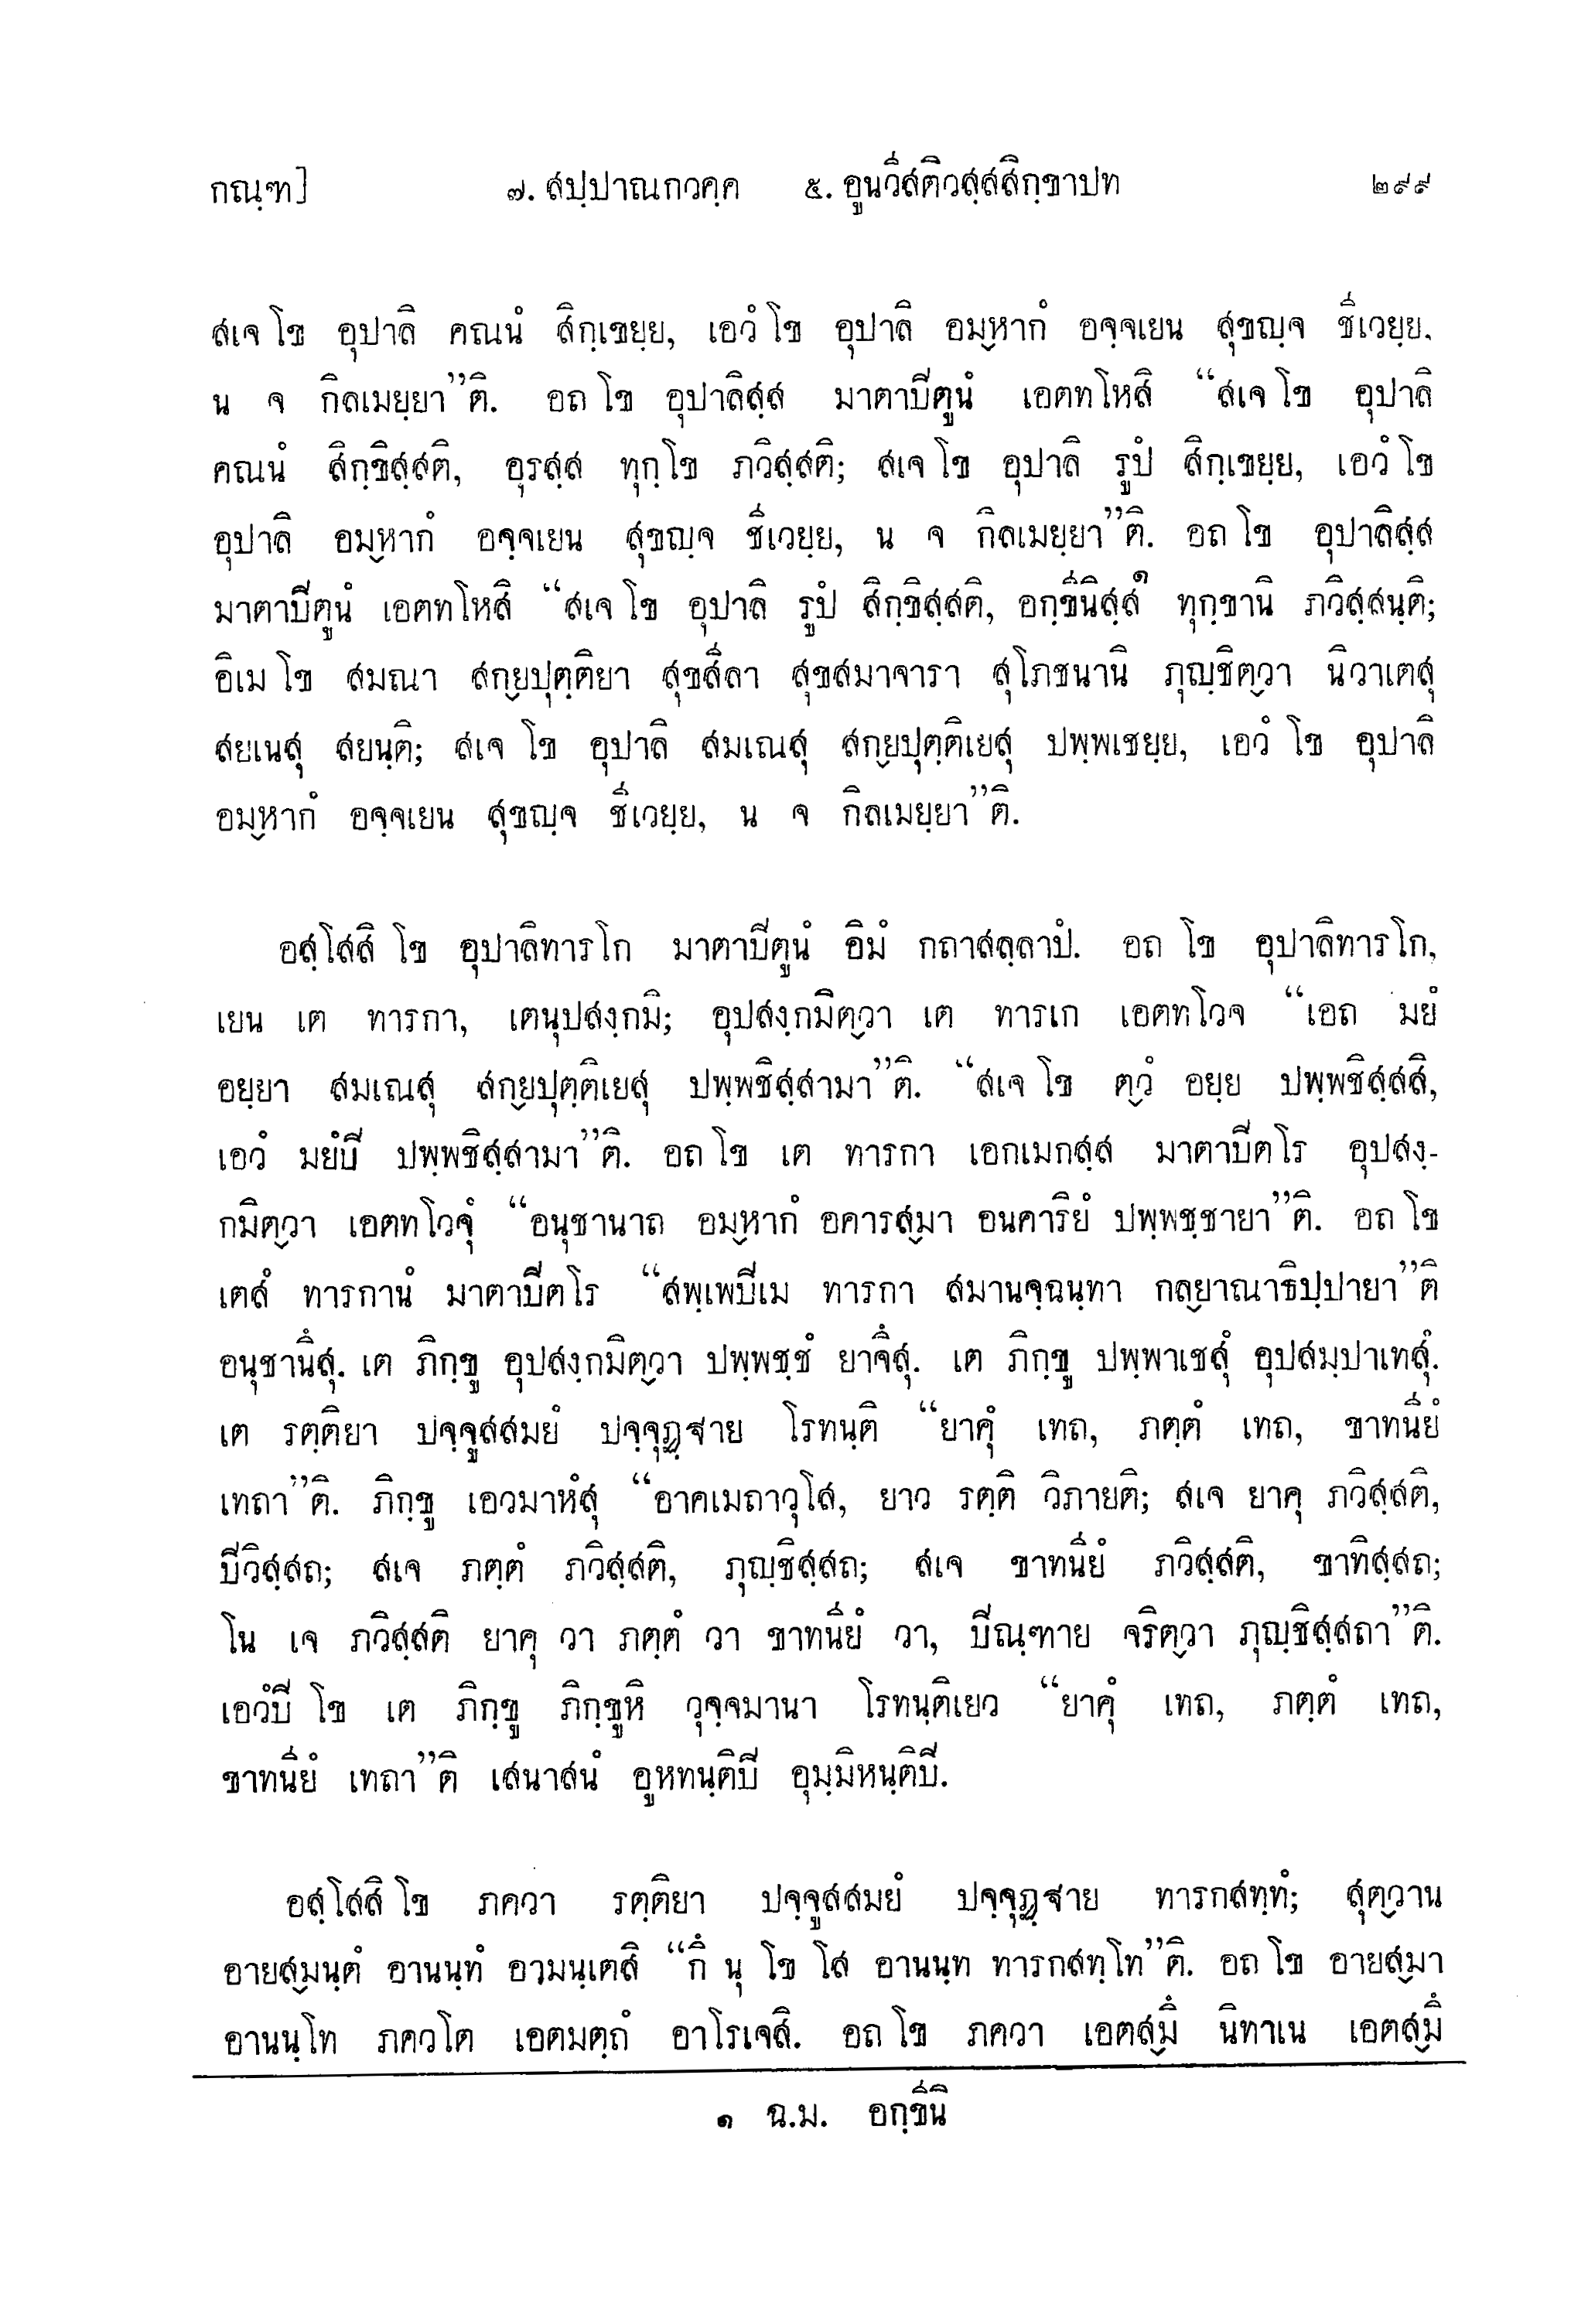 กณฺฑ] ๗. สปฺปาณกวคฺค ๕. อูนวีสติวสฺสสิกฺขาปท ๒๙๙
สเจ โข อุปาลิ คณนํ สิกฺเขยฺย, เอวํ โข อุปาลิ อมฺหากํ อจฺจเยน สุขญฺจ ชีเวยฺย.
น จ กิลเมยฺยา”ติ. อถ โข อุปาลิสฺส มาตาปีตูนํ เอตทโหสิ “สเจ โข อุปาลิ
คณนํ สิกฺขิสฺสติ, อุรสฺส ทุกฺโข ภวิสฺสติ; สเจ โข อุปาลิ รูปํ สิกฺเขยฺย, เอวํ โข
อุปาลิ อมฺหากํ อจฺจเยน สุขญฺจ ชีเวยฺย, น จ กิลเมยฺยา”ติ. อถ โข อุปาลิสฺส
มาตาปีตูนํ เอตทโหสิ “สเจ โข อุปาลิ รูปํ สิกฺขิสฺสติ, อกฺขีนิสฺส๑ ทุกฺขานิ ภวิสฺสนฺติ;
อิเม โข สมณา สกฺยปุตฺติยา สุขสีลา สุขสมาจารา สุโภชนานิ ภุญฺชิตฺวา นิวาเตสุ
สยเนสุ สยนฺติ; สเจ โข อุปาลิ สมเณสุ สกฺยปุตฺติเยสุ ปพฺพเชยฺย, เอวํ โข อุปาลิ
อมฺหากํ อจฺจเยน สุขญฺจ ชีเวยฺย, น จ กิลเมยฺยา”ติ.
อสฺโสสิ โข อุปาลิทารโก มาตาปีตูนํ อิมํ กถาสลฺลาปํ. อถ โข อุปาลิทารโก,
เยน เต ทารกา, เตนุปสงฺกมิ; อุปสงฺกมิตฺวา เต ทารเก เอตทโวจ “เอถ มยํ
อยฺยา สมเณสุ สกฺยปุตฺติเยสุ ปพฺพชิสฺสามา”ติ. “สเจ โข ตฺวํ อยฺย ปพฺพชิสฺสสิ,
เอวํ มยํปี ปพฺพชิสฺสามา”ติ. อถ โข เต ทารกา เอกเมกสฺส มาตาปีตโร อุปสงฺ-
กมิตฺวา เอตทโวจุํ “อนุชานาถ อมฺหากํ อคารสฺมา อนคาริยํ ปพฺพชฺชายา”ติ. อถ โข
เตสํ ทารกานํ มาตาปีตโร “สพฺเพปีเม ทารกา สมานจฺฉนฺทา กลฺยาณาธิปฺปายา”ติ
อนุชานึสุ. เต ภิกฺขู อุปสงฺกมิตฺวา ปพฺพชฺชํ ยาจึสุ. เต ภิกฺขู ปพฺพาเชสุํ อุปสมฺปาเทสุํ.
เต รตฺติยา ปจฺจูสสมยํ ปจฺจุฏฺฐาย โรทนฺติ “ยาคุํ เทถ, ภตฺตํ เทถ, ขาทนียํ
เทถา”ติ. ภิกฺขู เอวมาหํสุ “อาคเมถาวุโส, ยาว รตฺติ วิภายติ; สเจ ยาคุ ภวิสฺสติ,
ปีวิสฺสถ; สเจ ภตฺตํ ภวิสฺสติ, ภุญฺชิสฺสถ; สเจ ขาทนียํ ภวิสฺสติ, ขาทิสฺสถ;
โน เจ ภวิสฺสติ ยาคุ วา ภตฺตํ วา ขาทนียํ วา, ปีณฺฑาย จริตฺวา ภุญฺชิสฺสถา”ติ.
เอวํปี โข เต ภิกฺขู ภิกฺขูหิ วุจฺจมานา โรทนฺติเยว “ยาคุํ เทถ, ภตฺตํ เทถ,
ขาทนียํ เทถา”ติ เสนาสนํ อูหทนฺติปี อุมฺมิหนฺติปี.
อสฺโสสิ โข ภควา รตฺติยา ปจฺจูสสมยํ ปจฺจุฏฺฐาย ทารกสทฺทํ; สุตฺวาน
อายสฺมนฺตํ อานนฺทํ อวมนฺเตสิ “กึ นุ โข โส อานนฺท ทารกสทฺโท”ติ. อถ โข อายสฺมา
อานนฺโท ภควโต เอตมตฺถํ อาโรเจสิ. อถ โข ภควา เอตสฺมึ นิทาเน เอตสฺมึ
๑ ฉ.ม. อกฺขีนิ